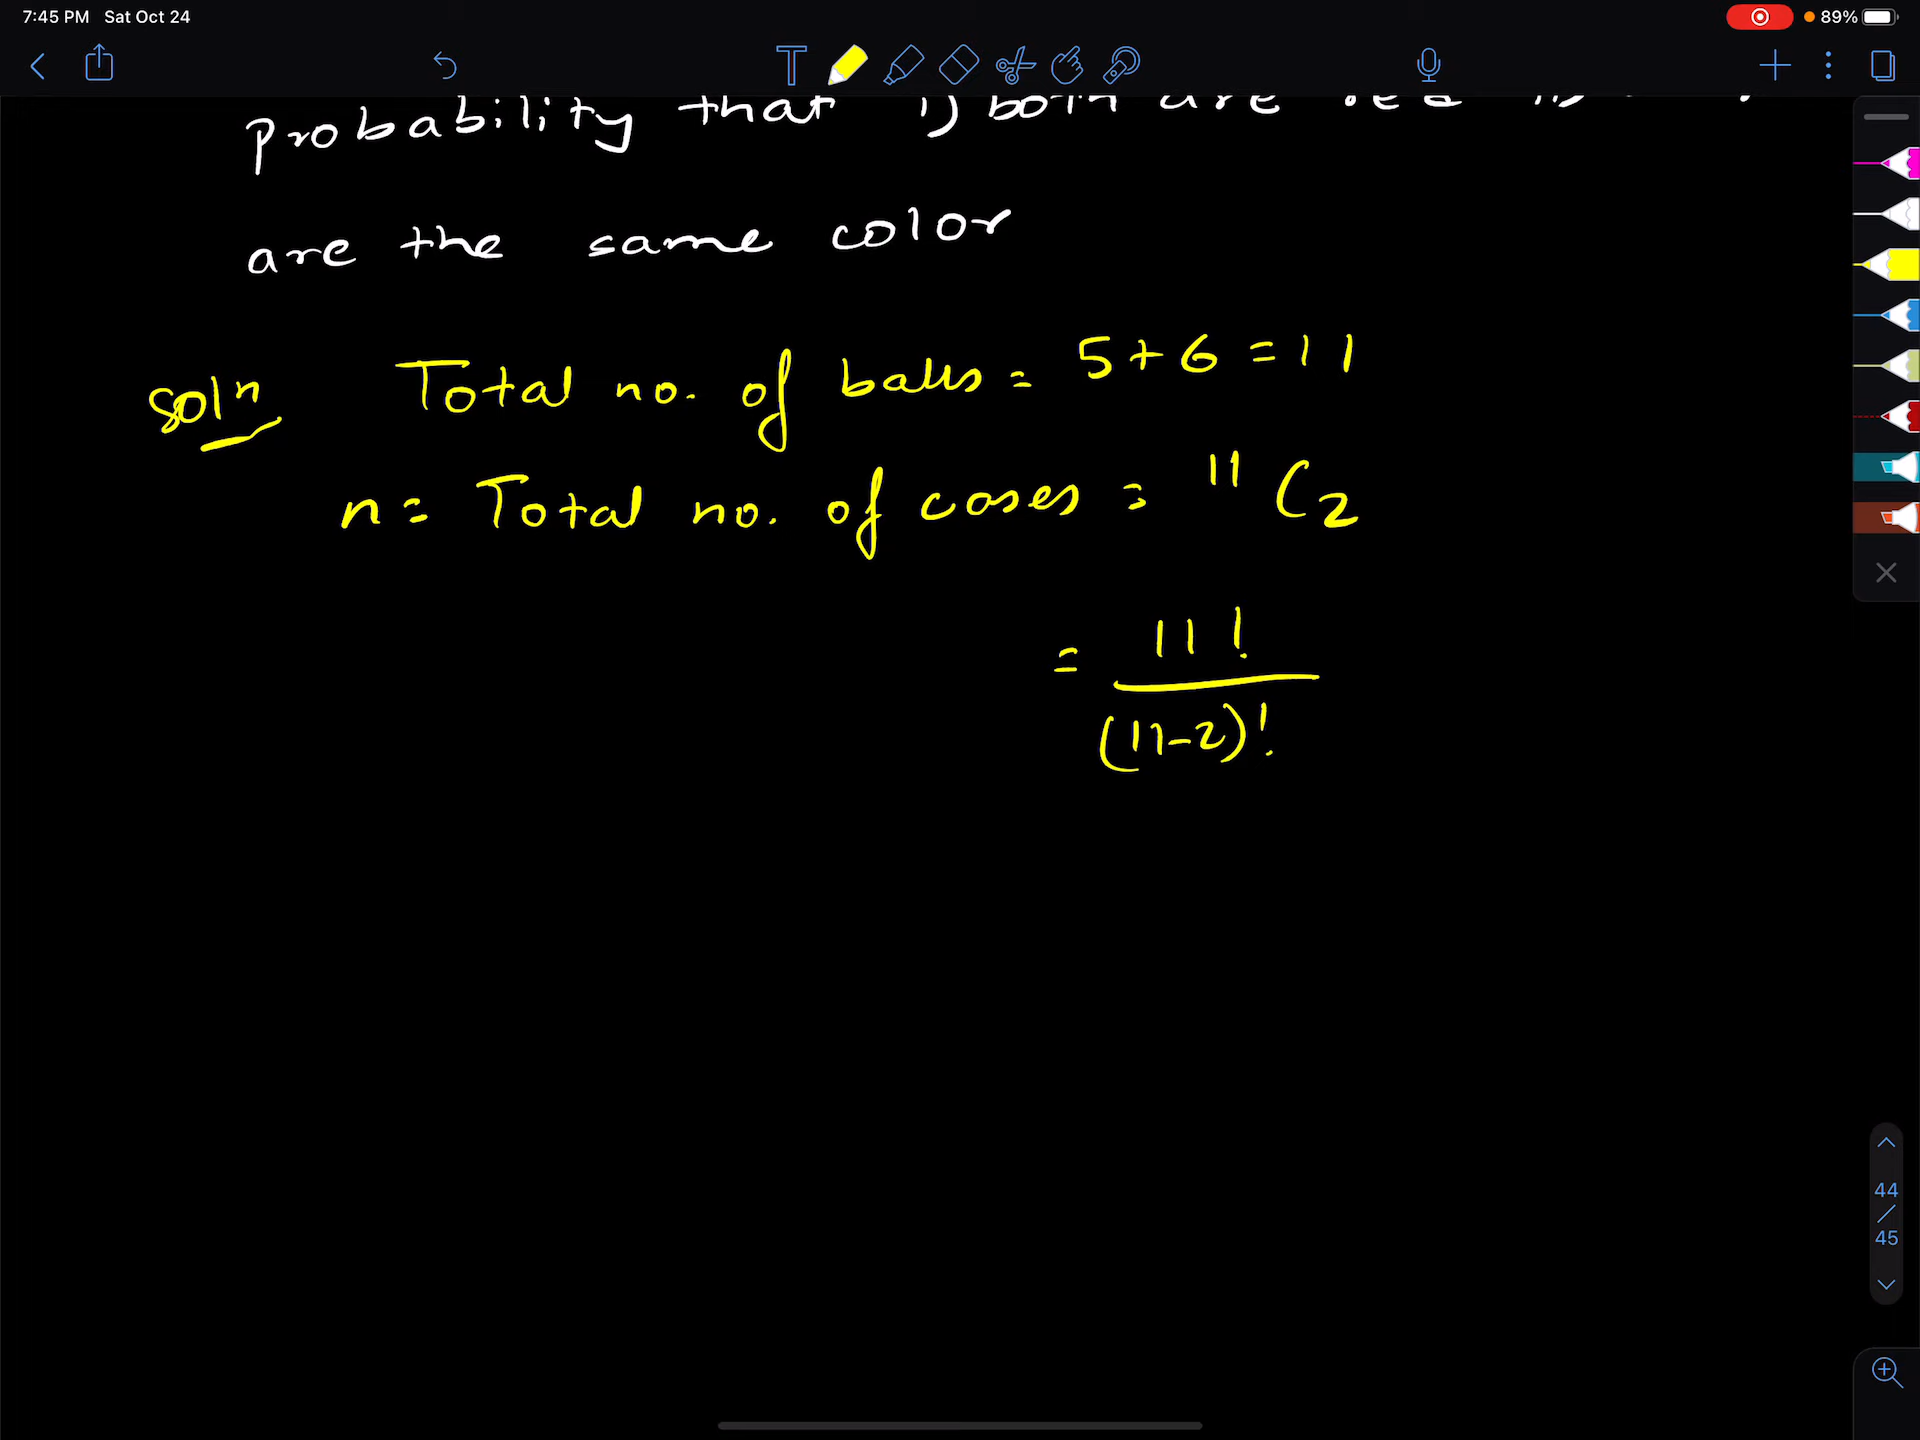 7:45 PM Sat Oct 24
89%
probability that i) both are
are the same color
soln Total no. of balls = 5+6 = 11
n = Total no. of cases = ¹¹C₂
= 11!
(11-2)!
44
/
45